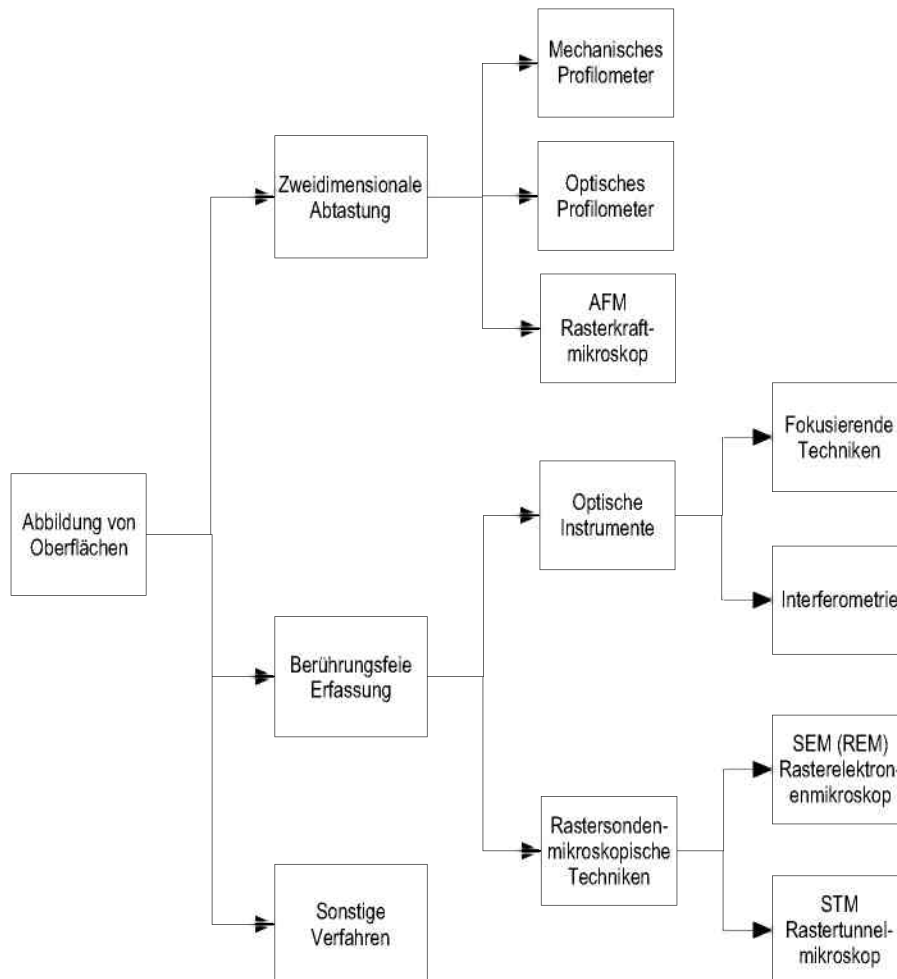 Mechanisches
Profilometer
Zweidimensionale
Abtastung
Optisches
Profilometer
AFM
Rasterkraft-
mikroskop
Fokusierende
Techniken
Abbildung von
Oberflächen
Optische
Instrumente
Interferometrie
Berührungsfeie
Erfassung
SEM (REM)
Rasterelektron-
enmikroskop
Rastersonden-
mikroskopische
Techniken
Sonstige
Verfahren
STM
Rastertunnel-
mikroskop